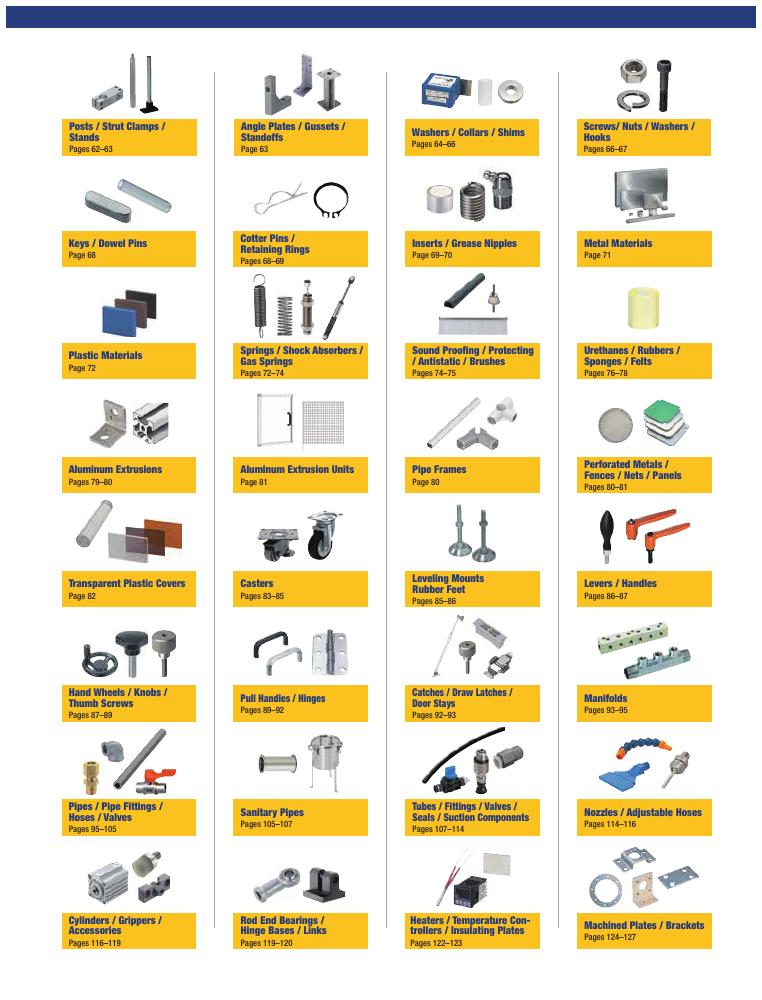 Posts / Strut Clamps /
Stands
Pages 62–63
Angle Plates / Gussets /
Standoffs
Page 63
Washers / Collars / Shims
Pages 64–66
Screws/ Nuts / Washers /
Hooks
Pages 66–67
Keys / Dowel Pins
Page 68
Cotter Pins /
Retaining Rings
Pages 68–69
Inserts / Grease Nipples
Page 69–70
Metal Materials
Page 71
Plastic Materials
Page 72
Springs / Shock Absorbers /
Gas Springs
Pages 72–74
Sound Proofing / Protecting
/ Antistatic / Brushes
Pages 74–75
Urethanes / Rubbers /
Sponges / Felts
Pages 76–78
Aluminum Extrusions
Pages 79–80
Aluminum Extrusion Units
Page 81
Pipe Frames
Page 80
Perforated Metals /
Fences / Nets / Panels
Pages 80–81
Transparent Plastic Covers
Page 82
Casters
Pages 83–85
Leveling Mounts
Rubber Feet
Pages 85–86
Levers / Handles
Pages 86–87
Hand Wheels / Knobs /
Thumb Screws
Pages 87–89
Pull Handles / Hinges
Pages 89–92
Catches / Draw Latches /
Door Stays
Pages 92–93
Manifolds
Pages 93–95
Pipes / Pipe Fittings /
Hoses / Valves
Pages 95–105
Sanitary Pipes
Pages 105–107
Tubes / Fittings / Valves /
Seals / Suction Components
Pages 107–114
Nozzles / Adjustable Hoses
Pages 114–116
Cylinders / Grippers /
Accessories
Pages 116–119
Rod End Bearings /
Hinge Bases / Links
Pages 119–120
Heaters / Temperature Con-
trollers / Insulating Plates
Pages 122–123
Machined Plates / Brackets
Pages 124–127